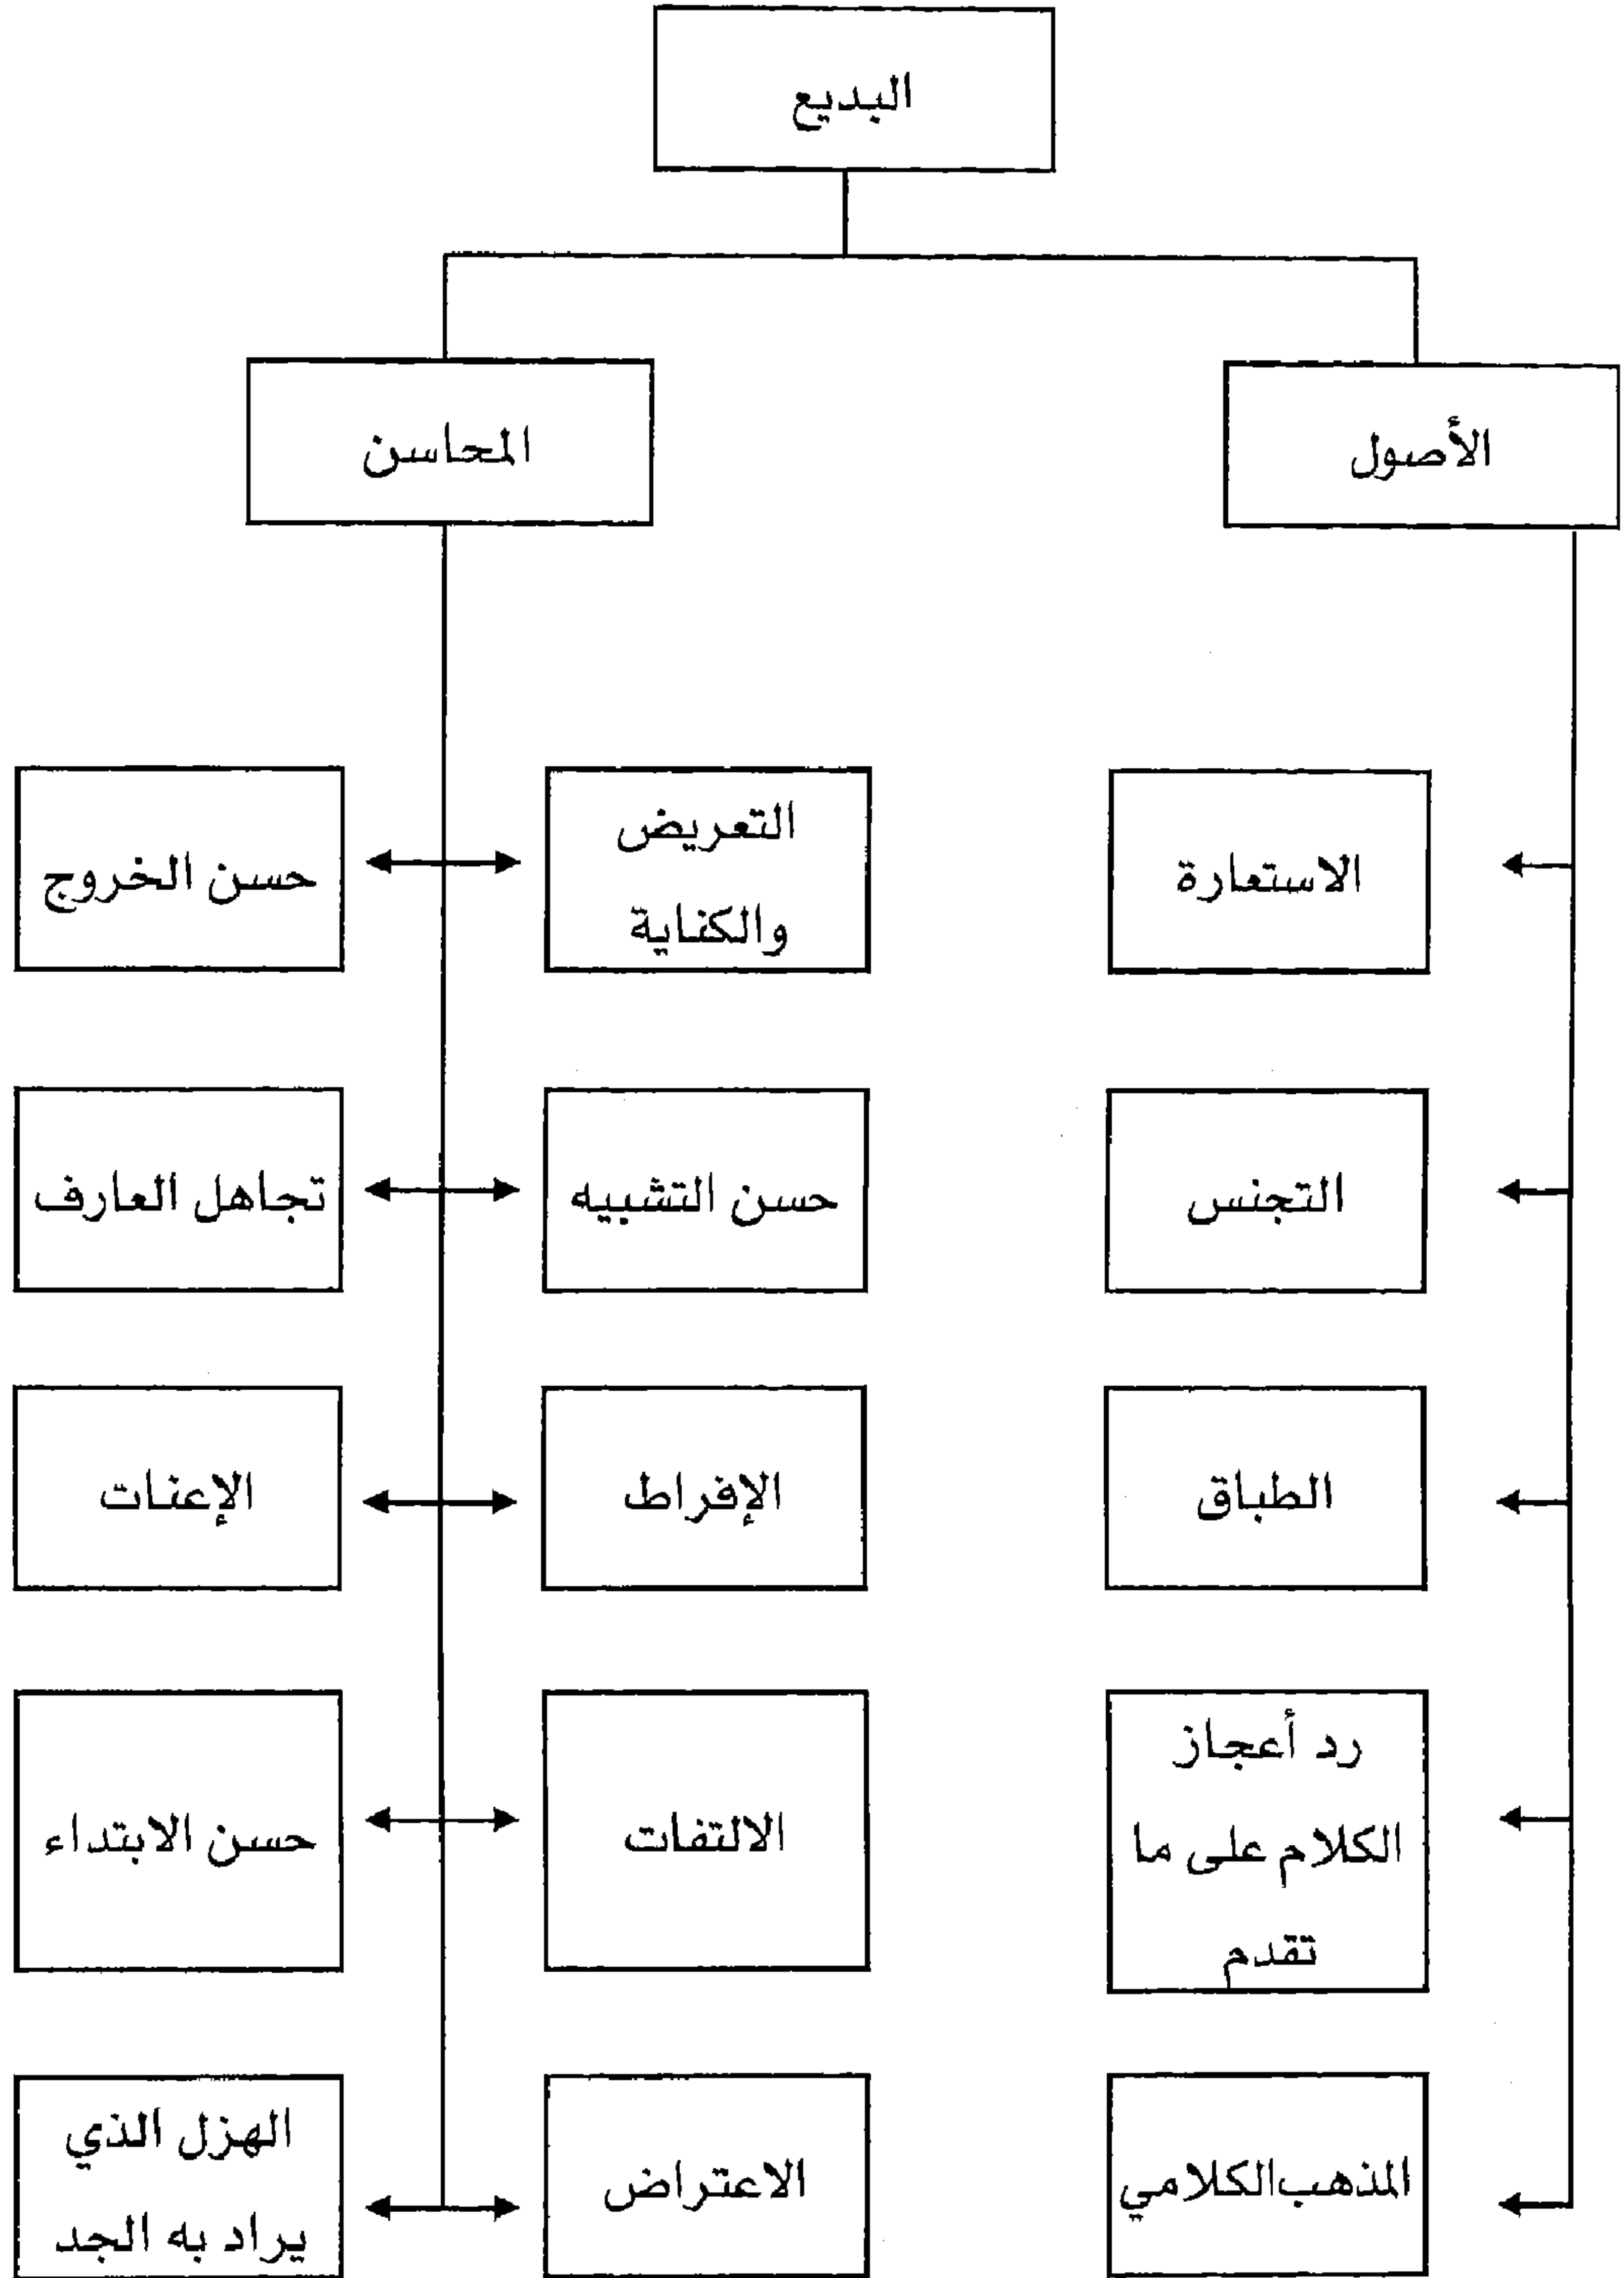 البديع
الأصول
المحاسن
الاستعارة
التعريض
والكناية
حسن الخروج
التجنس
حسن التشبيه
تجاهل العارف
الطباق
الإفراط
الإعنات
رد أعجاز
الكلام على ما
تقدم
الالتفات
حسن الابتداء
المذهب الكلامي
الاعتراض
الهزل الذي
يراد به الجد